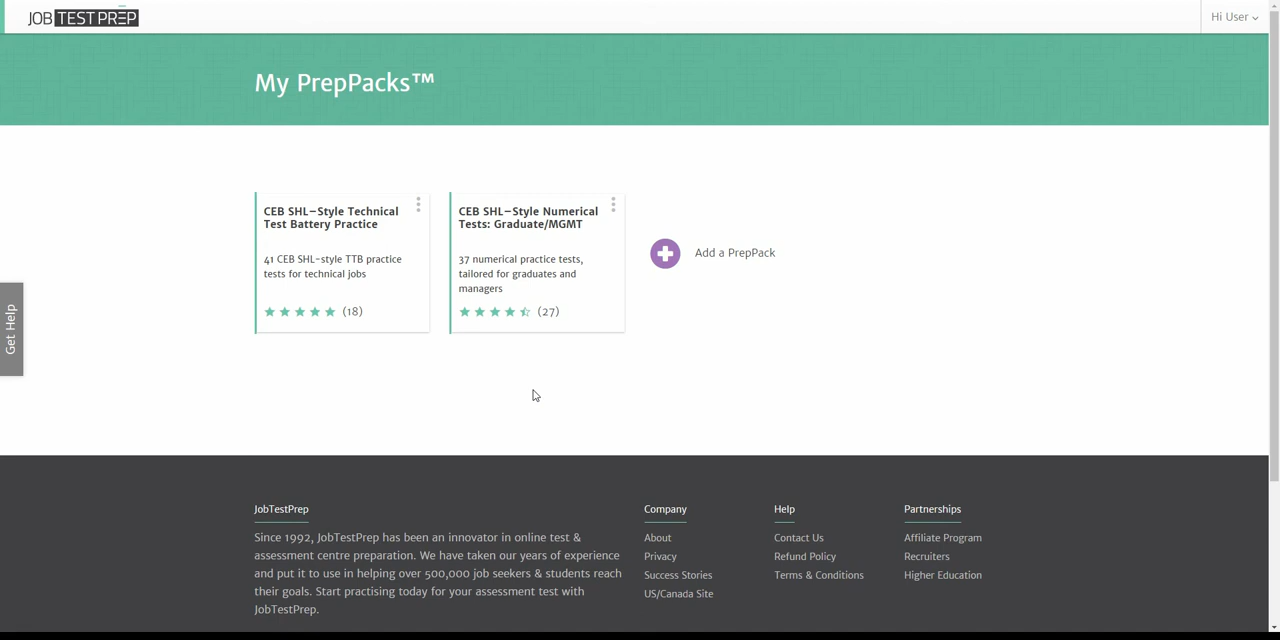 JOB TEST PREP
Hi User
My PrepPacks™
CEB SHL–Style Technical
Test Battery Practice
41 CEB SHL-style TTB practice
tests for technical jobs
(18)
CEB SHL–Style Numerical
Tests: Graduate/MGMT
37 numerical practice tests,
tailored for graduates and
managers
(27)
Add a PrepPack
Get Help
JobTestPrep
Since 1992, JobTestPrep has been an innovator in online test &
assessment centre preparation. We have taken our years of experience
and put it to use in helping over 500,000 job seekers & students reach
their goals. Start practising today for your assessment test with
JobTestPrep.
Company
About
Privacy
Success Stories
US/Canada Site
Help
Contact Us
Refund Policy
Terms & Conditions
Partnerships
Affiliate Program
Recruiters
Higher Education